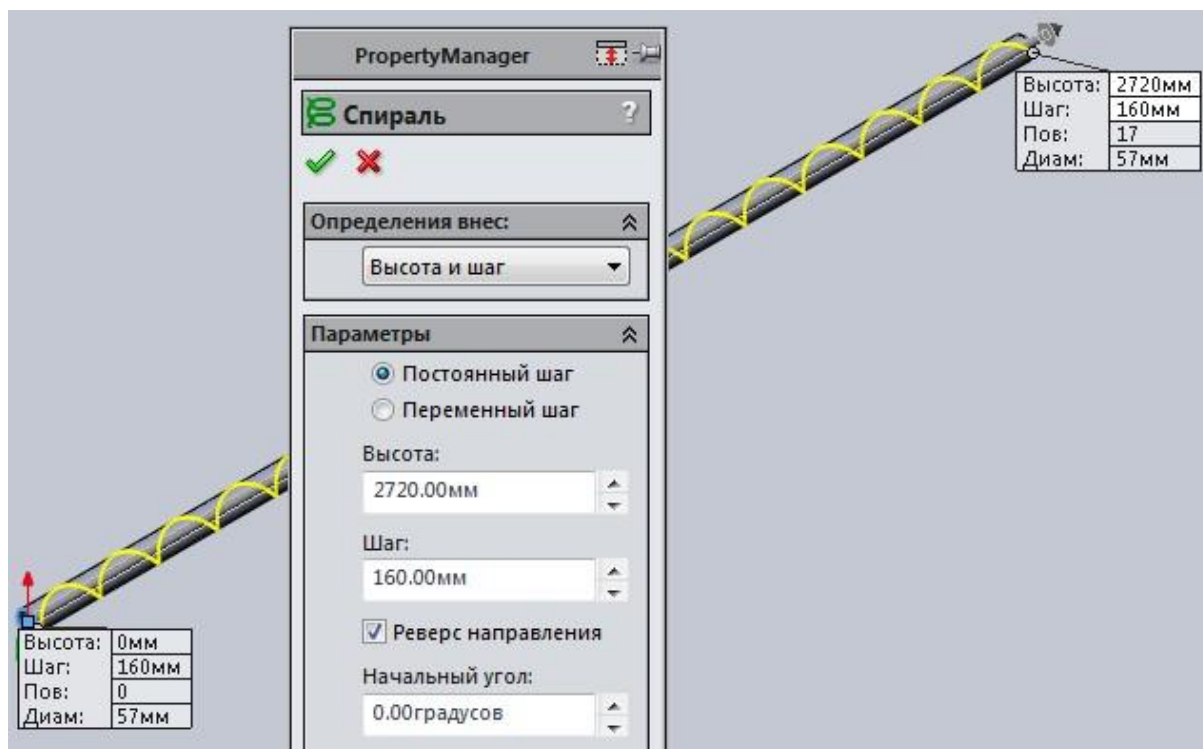 PropertyManager
Спираль ?
Определения внес:
Высота и шаг
Параметры
Постоянный шаг
Переменный шаг
Высота:
2720.00мм
Шаг:
160.00мм
Реверс направления
Начальный угол:
0.00градусов
Высота: 2720мм
Шаг: 160мм
Пов: 17
Диам: 57мм
Высота: 0мм
Шаг: 160мм
Пов: 0
Диам: 57мм